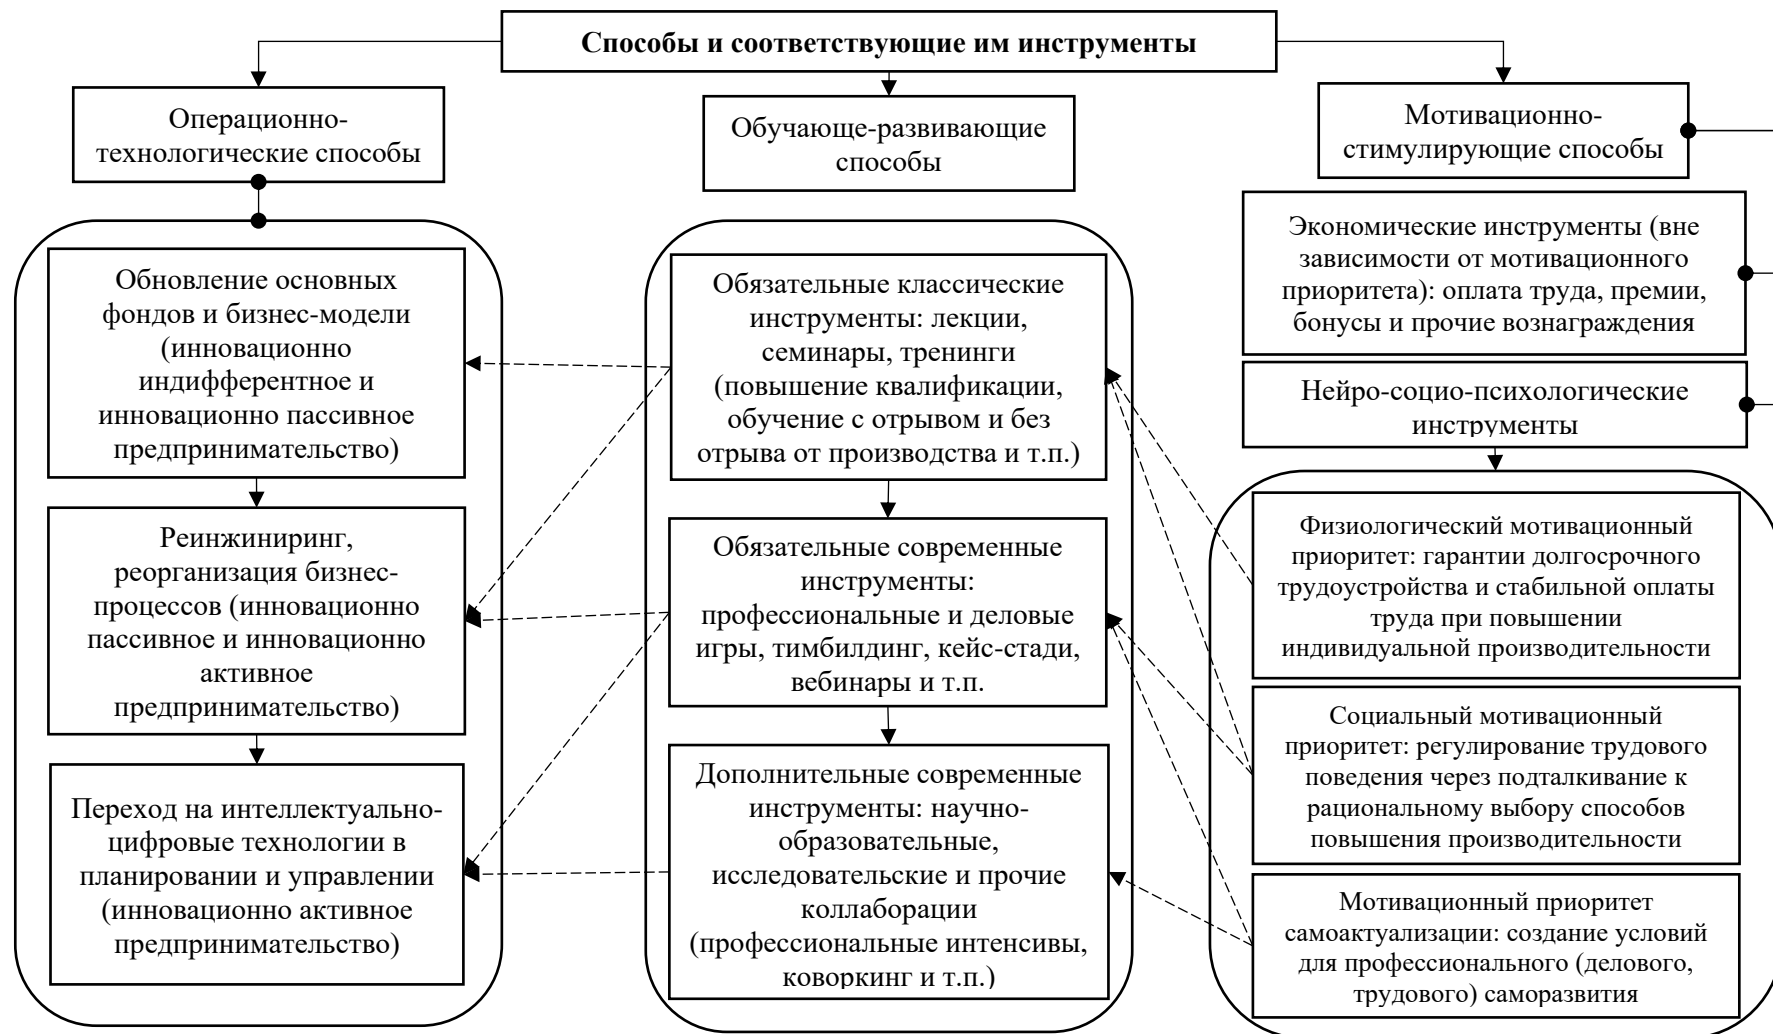 Способы и соответствующие им инструменты
Операционно-
технологические способы
Обучающе-развивающие
способы
Мотивационно-
стимулирующие способы
Обновление основных
фондов и бизнес-модели
(инновационно
индифферентное и
инновационно пассивное
предпринимательство)
Реинжиниринг,
реорганизация бизнес-
процессов (инновационно
пассивное и инновационно
активное
предпринимательство)
Переход на интеллектуально-
цифровые технологии в
планировании и управлении
(инновационно активное
предпринимательство)
Обязательные классические
инструменты: лекции,
семинары, тренинги
(повышение квалификации,
обучение с отрывом и без
отрыва от производства и т.п.)
Обязательные современные
инструменты:
профессиональные и деловые
игры, тимбилдинг, кейс-стади,
вебинары и т.п.
Дополнительные современные
инструменты: научно-
образовательные,
исследовательские и прочие
коллаборации
(профессиональные интенсивы,
коворкинг и т.п.)
Экономические инструменты (вне
зависимости от мотивационного
приоритета): оплата труда, премии,
бонусы и прочие вознаграждения
Нейро-социо-психологические
инструменты
Физиологический мотивационный
приоритет: гарантии долгосрочного
трудоустройства и стабильной оплаты
труда при повышении
индивидуальной производительности
Социальный мотивационный
приоритет: регулирование трудового
поведения через подталкивание к
рациональному выбору способов
повышения производительности
Мотивационный приоритет
самоактуализации: создание условий
для профессионального (делового,
трудового) саморазвития